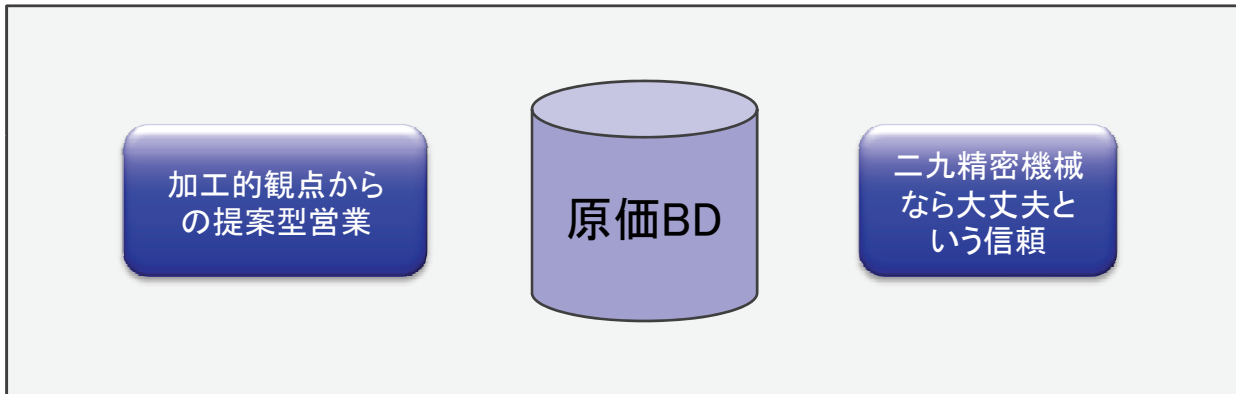 加工的観点から
の提案型営業
原価BD
二九精密機械
なら大丈夫と
いう信頼